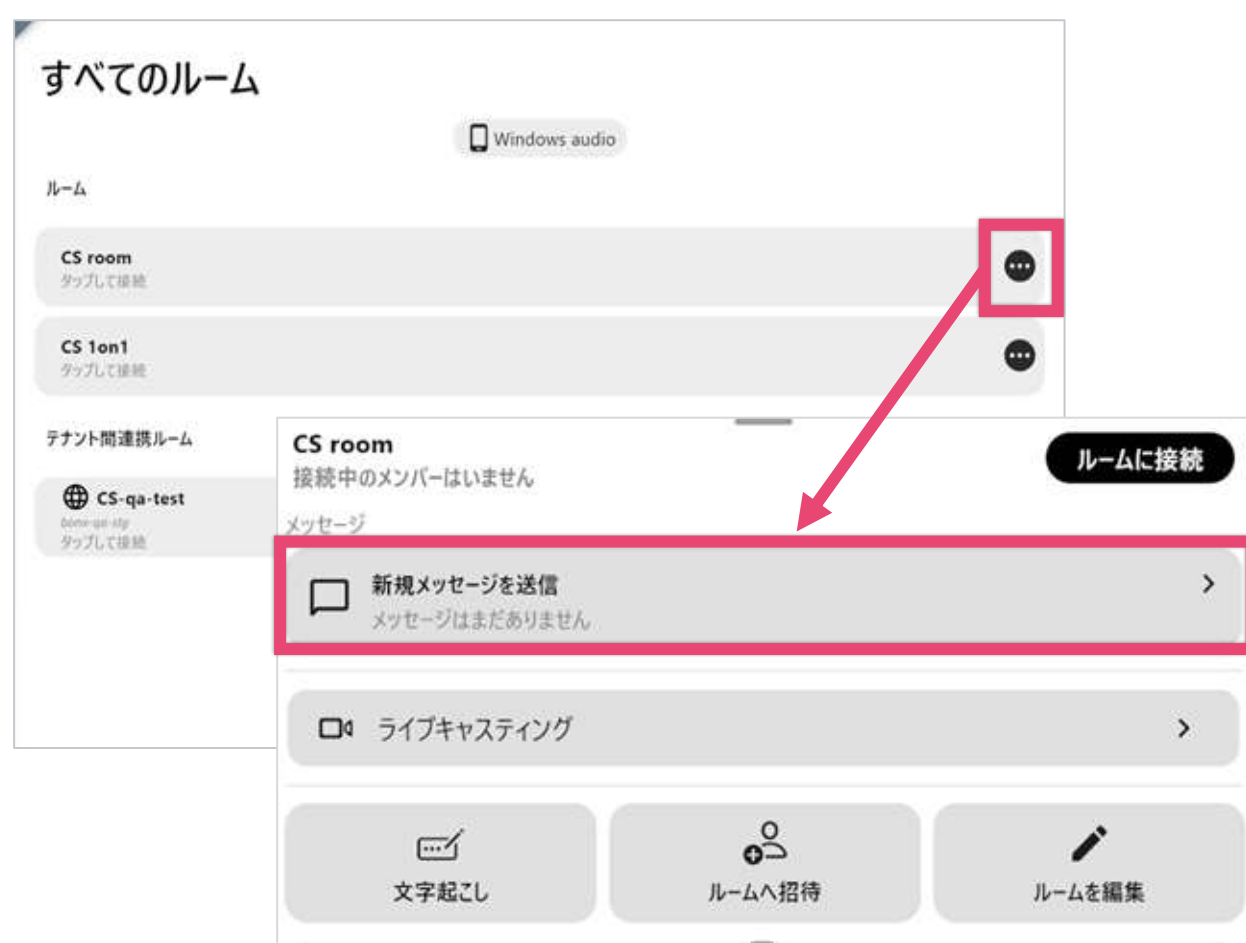 すべてのルーム
Windows audio
ルーム
CS room
タップして接続
CS 1on1
タップして接続
テナント間連携ルーム
CS-qa-test
bonx-qa-stg
タップして接続
CS room
接続中のメンバーはいません
ルームに接続
メッセージ
新規メッセージを送信
メッセージはまだありません
ライブキャスティング
文字起こし
ルームへ招待
ルームを編集